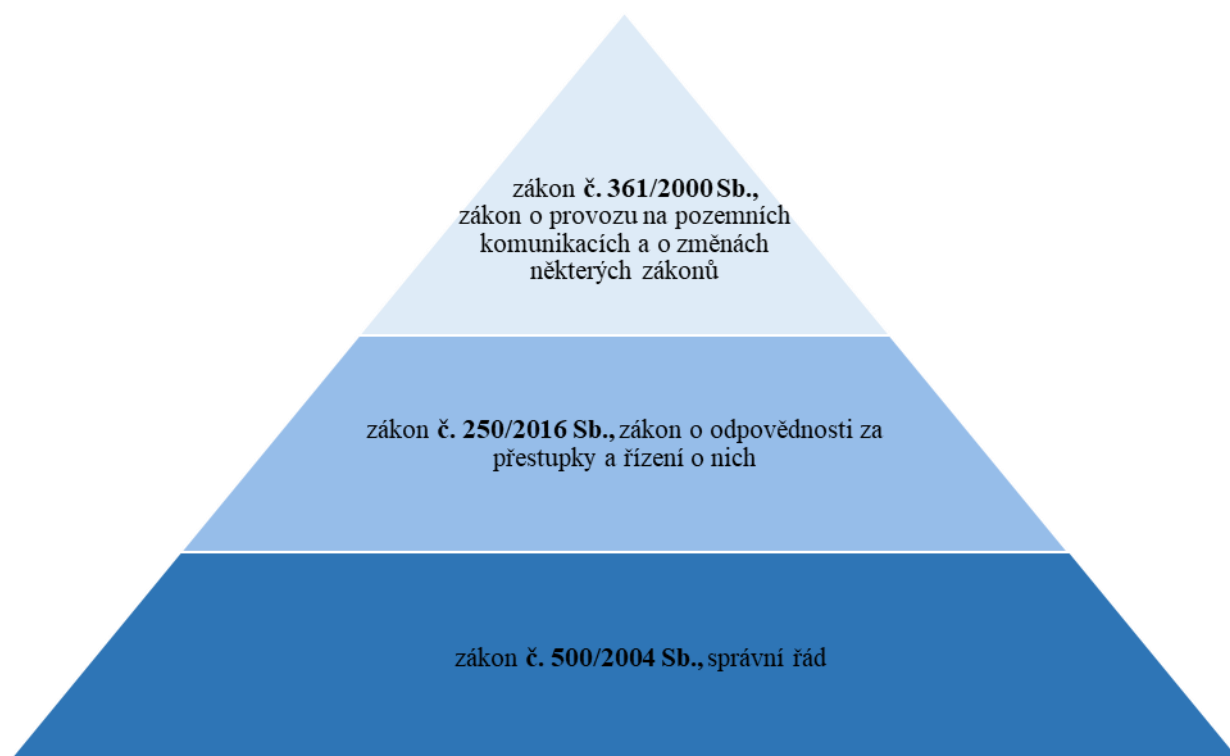 zákon č. 361/2000 Sb.,
zákon o provozu na pozemních
komunikacích a o změnách
některých zákonů
zákon č. 250/2016 Sb., zákon o odpovědnosti za
přestupky a řízení o nich
zákon č. 500/2004 Sb., správní řád